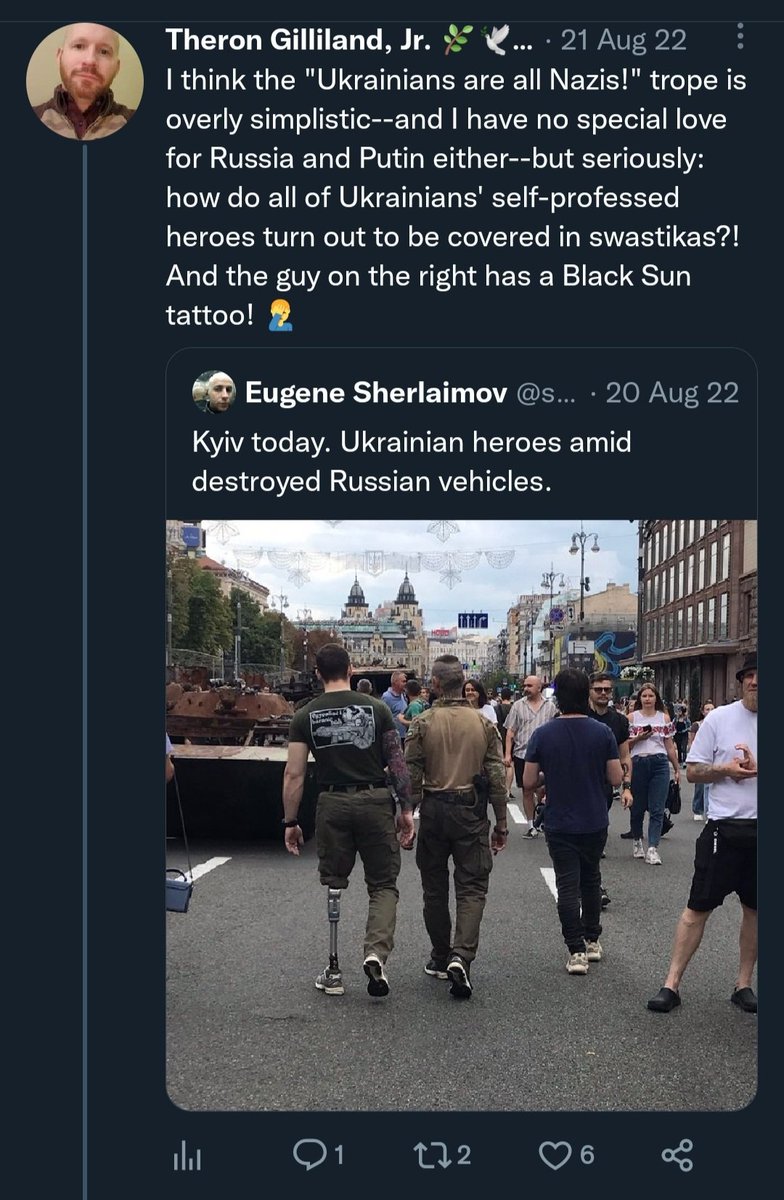 Theron Gilliland, Jr. 🌿 🕊... · 21 Aug 22
I think the "Ukrainians are all Nazis!" trope is
overly simplistic--and I have no special love
for Russia and Putin either--but seriously:
how do all of Ukrainians' self-professed
heroes turn out to be covered in swastikas?!
And the guy on the right has a Black Sun
tattoo! 🤦‍♂️
Eugene Sherlaimov @s... · 20 Aug 22
Kyiv today. Ukrainian heroes amid
destroyed Russian vehicles.
1
2
6